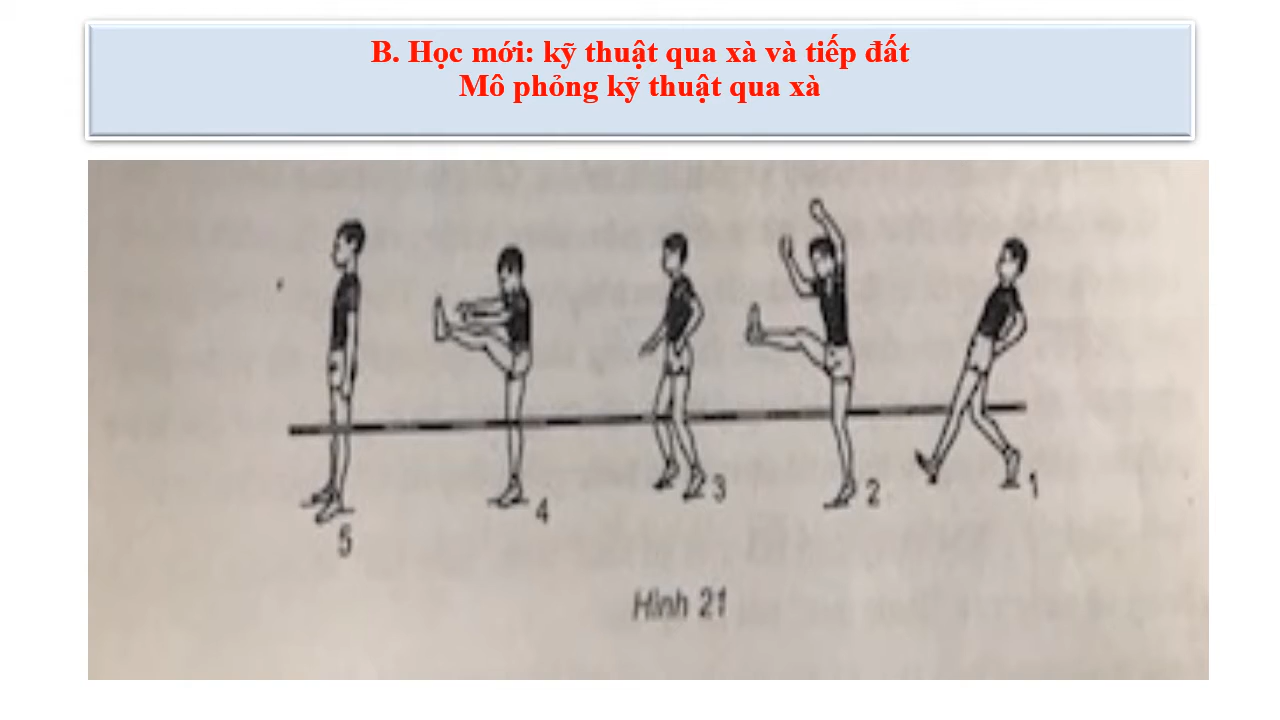 B. Học mới: kỹ thuật qua xà và tiếp đất
Mô phỏng kỹ thuật qua xà
5
4
3
2
1
Hình 21